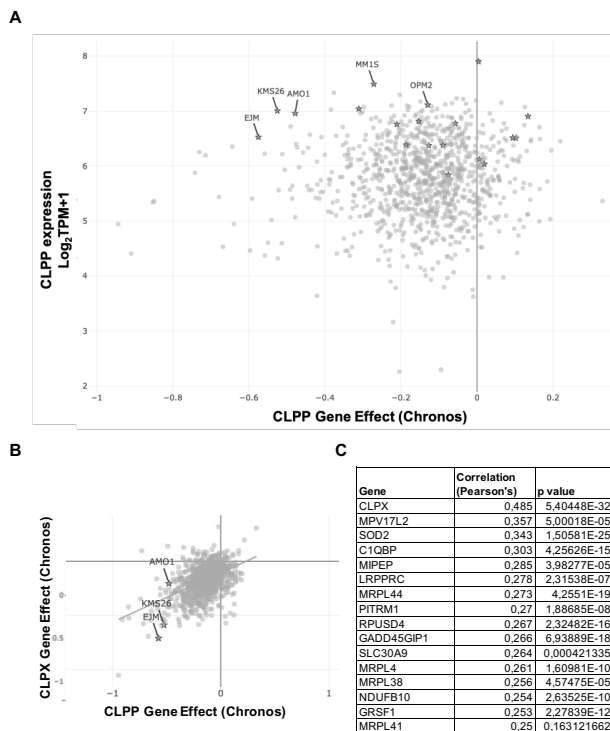 A
8
7
6
5
4
3
2
MM1S
OPM2
KMS26 AMO1
EJM
CLPP expression
Log2TPM+1
−1 −0.8 −0.6 −0.4 −0.2 0 0.2
CLPP Gene Effect (Chronos)
B
AMO1
KMS26
EJM
0
−0.5
−1
−1 0
CLPX Gene Effect (Chronos)
CLPP Gene Effect (Chronos)
C
Gene Correlation (Pearson's) p value
CLPX 0,485 5,40448E-32
MPV17L2 0,357 5,00018E-05
SOD2 0,343 1,50581E-25
C1QBP 0,303 4,25626E-15
MIPEP 0,285 3,98277E-05
LRPPRC 0,278 2,31538E-07
MRPL44 0,273 4,2551E-19
PITRM1 0,27 1,88685E-08
RPUSD4 0,267 2,32482E-16
GADD45GIP1 0,266 6,93889E-18
SLC30A9 0,264 0,000421335
MRPL4 0,261 1,60981E-10
MRPL38 0,256 4,57475E-05
NDUFB10 0,254 2,63525E-10
GRSF1 0,253 2,27839E-12
MRPL41 0,25 0,163121662